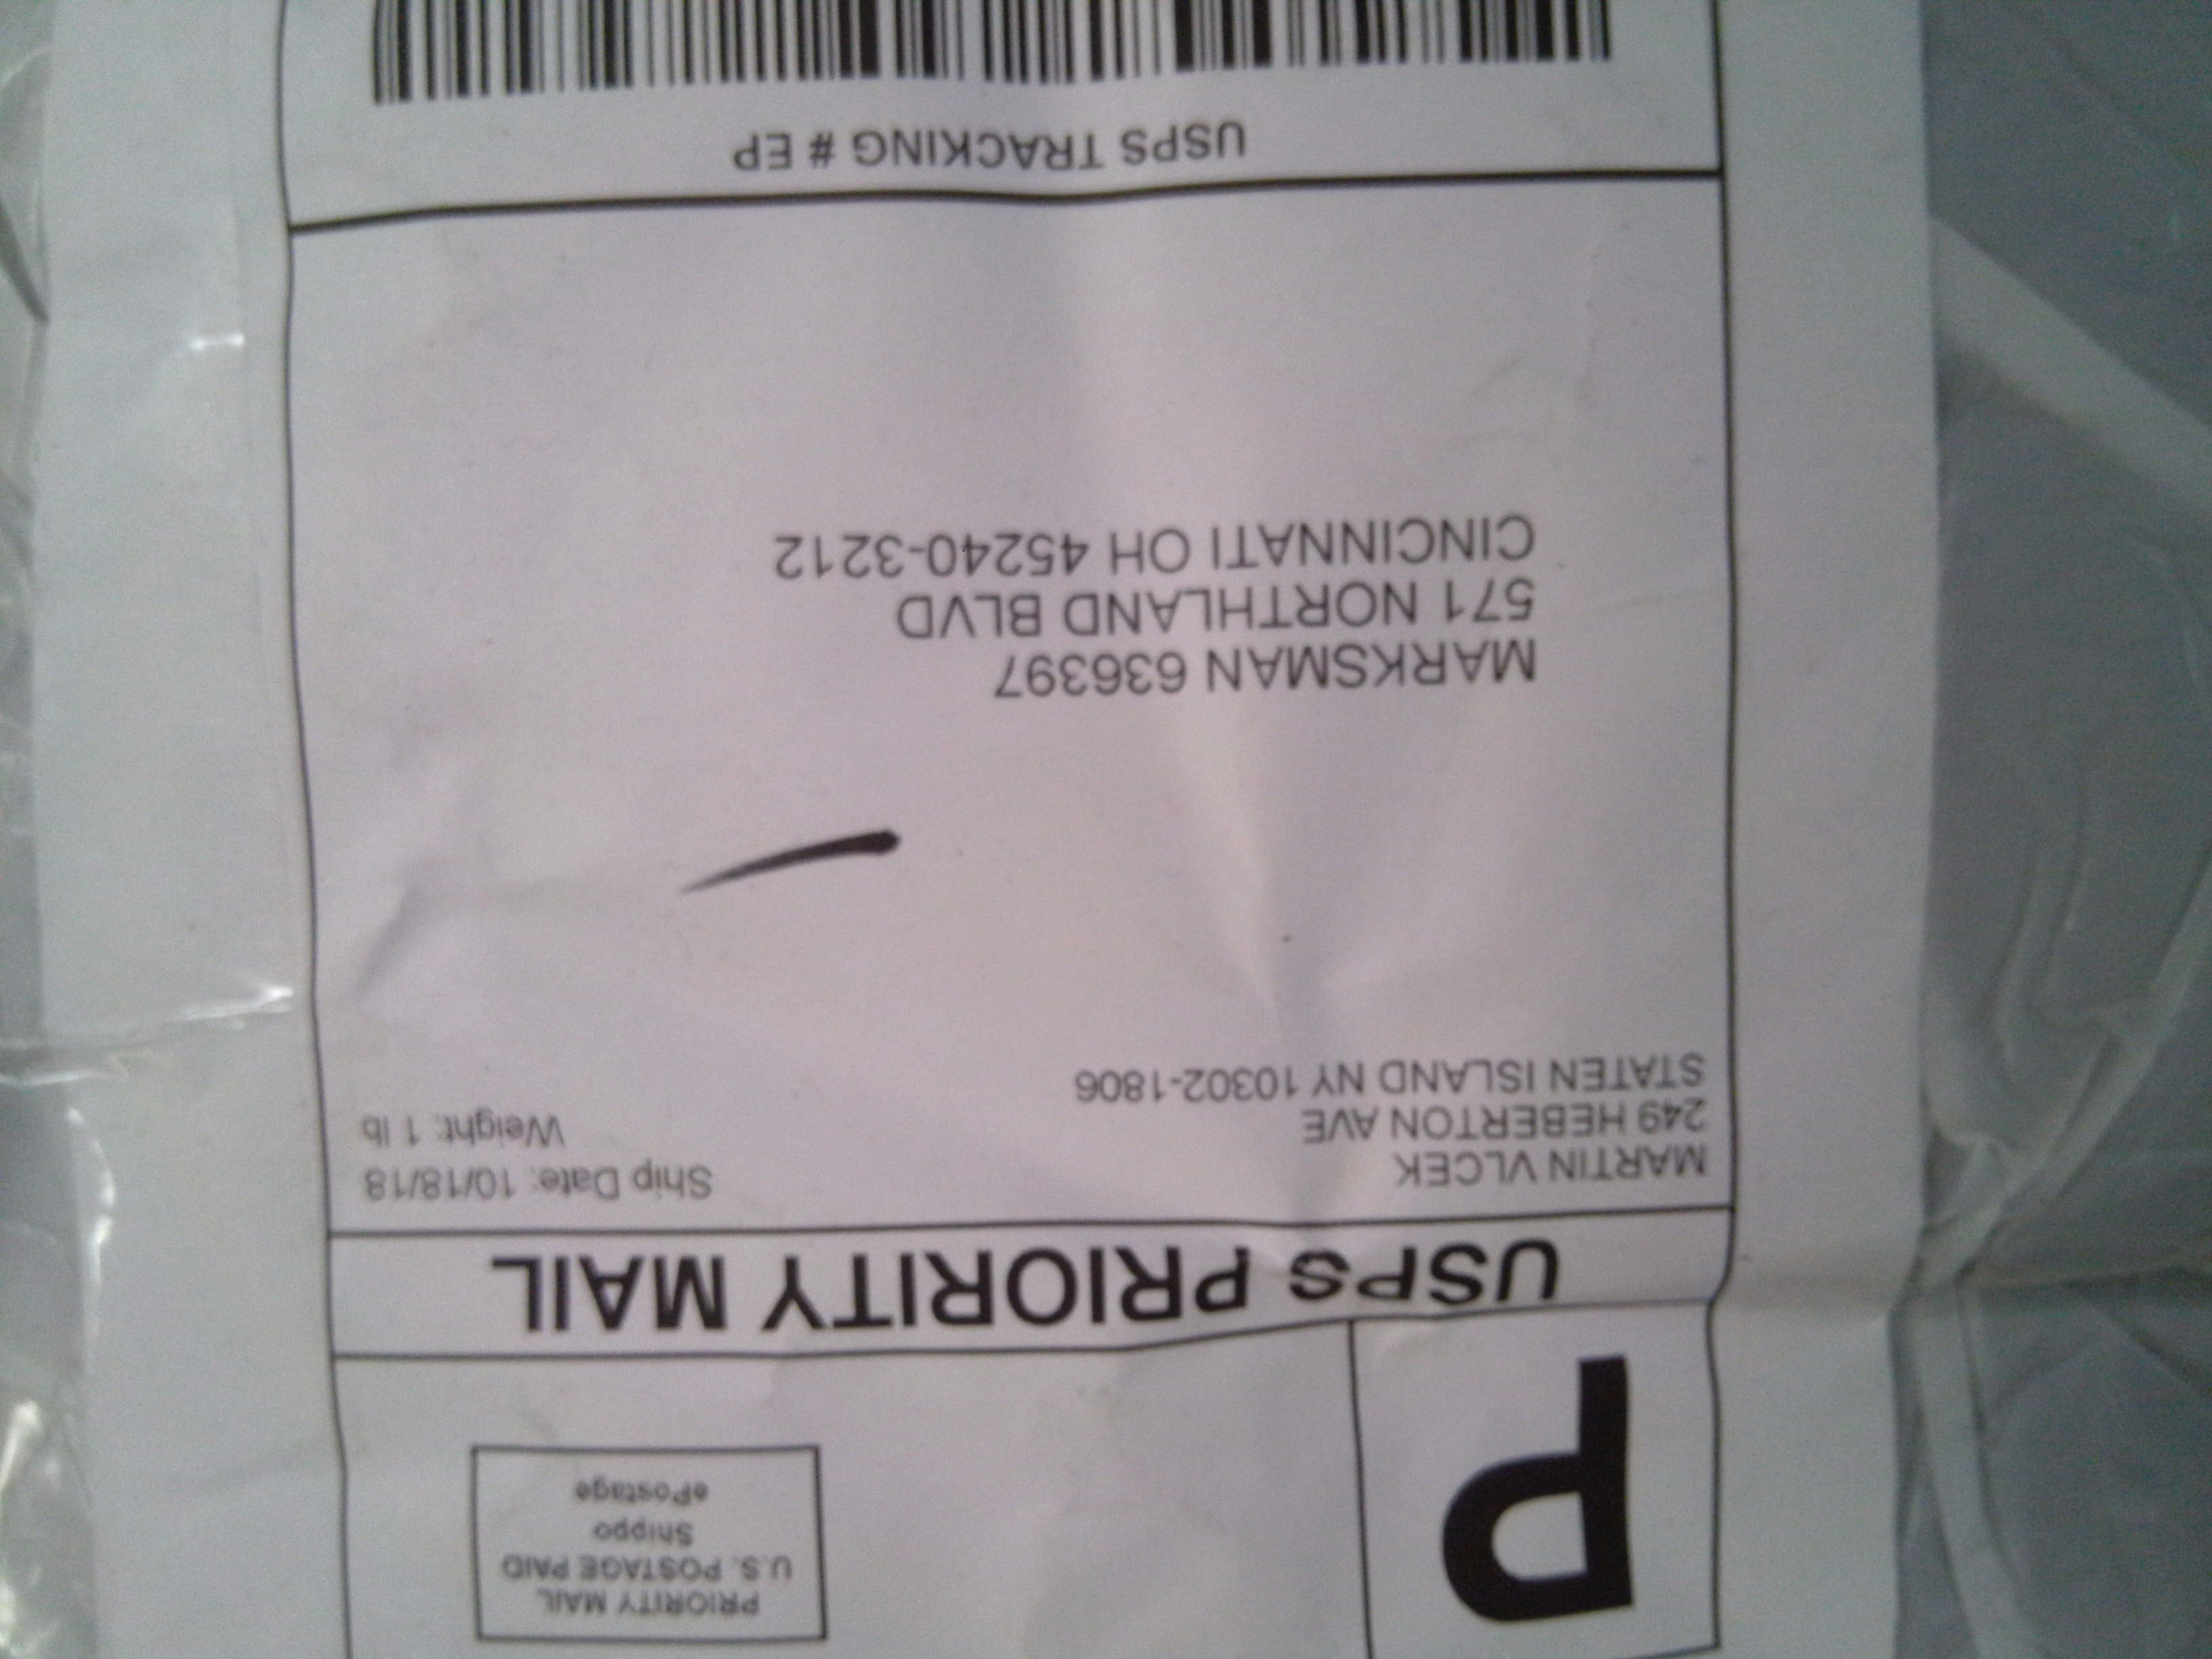 P
PRIORITY MAIL
U.S. POSTAGE PAID
Shippo
ePostage
USPS PRIORITY MAIL
MARTIN VLCEK
249 HEBERTON AVE
STATEN ISLAND NY 10302-1806
Ship Date: 10/18/18
Weight: 1 lb
MARKSMAN 636397
571 NORTHLAND BLVD
CINCINNATI OH 45240-3212
USPS TRACKING # EP